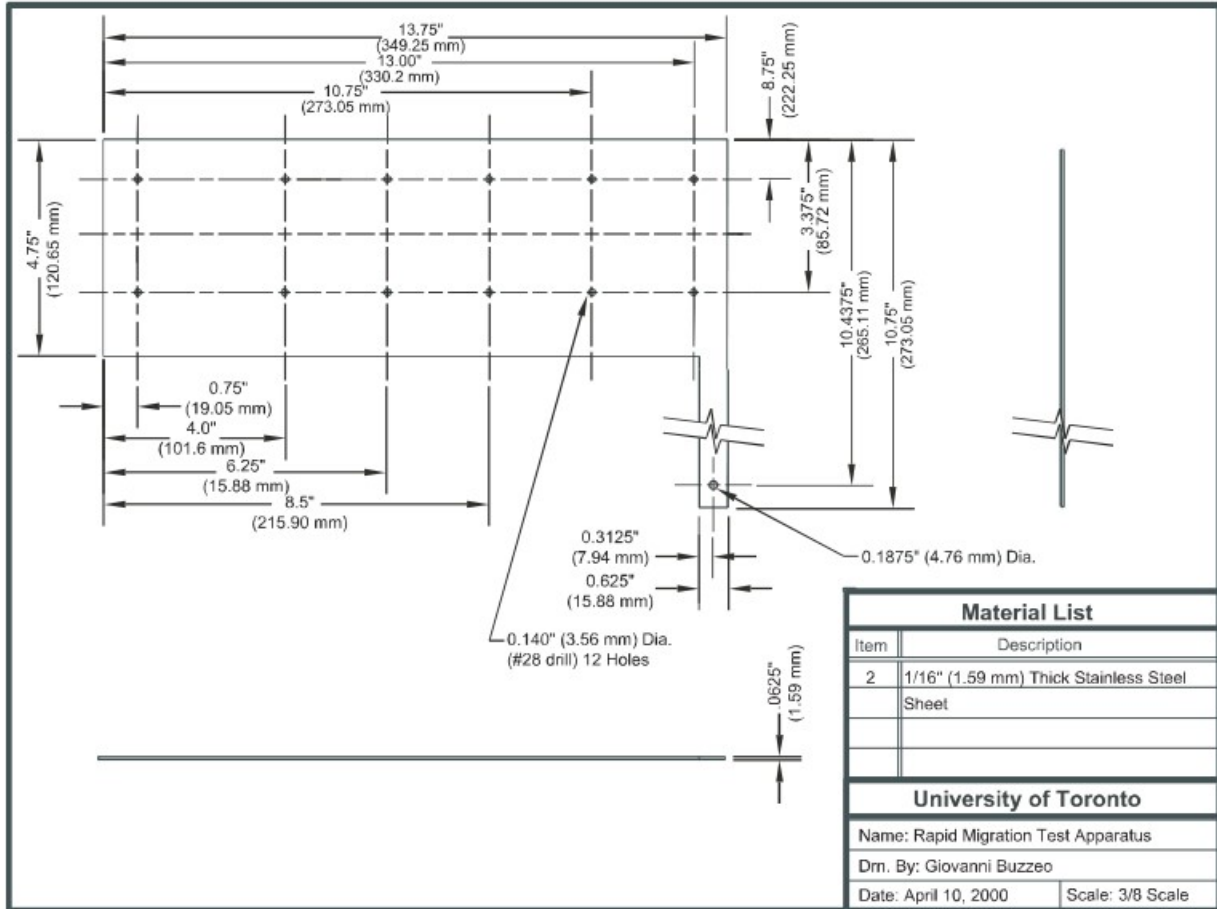 13.75"
(349.25 mm)
13.00"
(330.2 mm)
10.75"
(273.05 mm)
8.75"
(222.25 mm)
4.75"
(120.65 mm)
3.375"
(85.72 mm)
10.4375"
(265.11 mm)
10.75"
(273.05 mm)
0.75"
(19.05 mm)
4.0"
(101.6 mm)
6.25"
(15.88 mm)
8.5"
(215.90 mm)
0.3125"
(7.94 mm)
0.625"
(15.88 mm)
0.1875" (4.76 mm) Dia.
0.140" (3.56 mm) Dia.
(#28 drill) 12 Holes
.0625"
(1.59 mm)
Material List
Item Description
2 1/16" (1.59 mm) Thick Stainless Steel
Sheet
University of Toronto
Name: Rapid Migration Test Apparatus
Drn. By: Giovanni Buzzeo
Date: April 10, 2000 Scale: 3/8 Scale